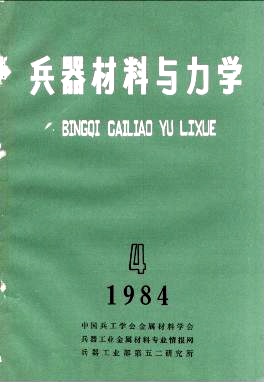 兵器材料与力学
BINGQI CAILIAO YU LIXUE
4
1984
中国兵工学会金属材料学会
兵器工业金属材料专业情报网
兵器工业部第五二研究所